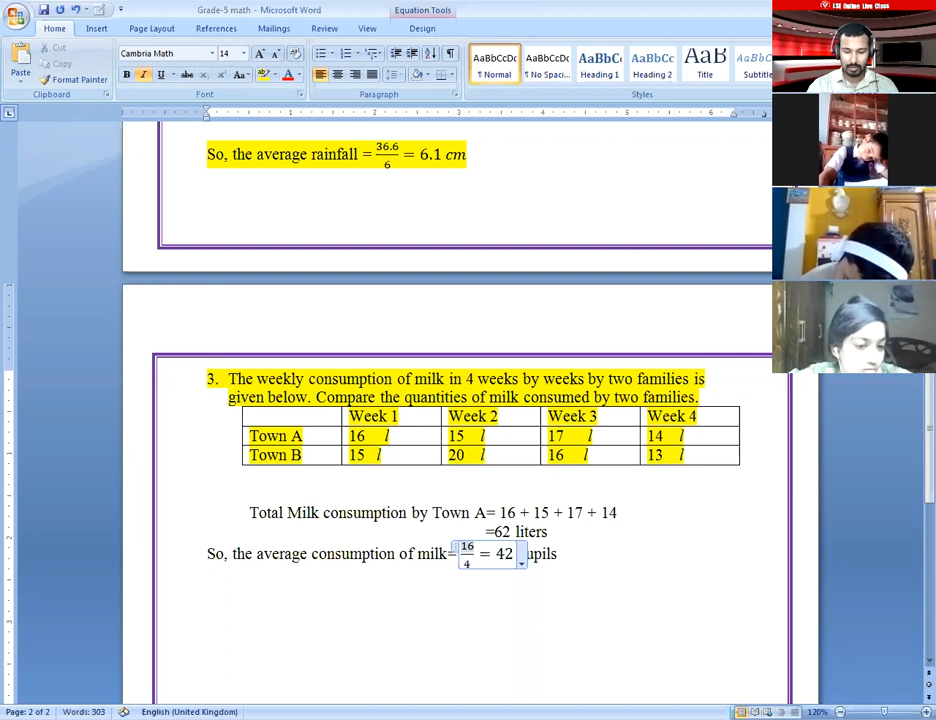 Grade-5 math - Microsoft Word
Equation Tools
Home Insert Page Layout References Mailings Review View Design
Paste
Cut
Copy
Format Painter
Clipboard
Cambria Math 14
Font
Paragraph
AaBbCcDc AaBbCcDc AaBbC AaBbCc AaB AaBbCc
¶ Normal ¶ No Spaci... Heading 1 Heading 2 Title Subtitle
Styles
LSI Online Live Class
So, the average rainfall = 36.6/6 = 6.1 cm
3. The weekly consumption of milk in 4 weeks by weeks by two families is
given below. Compare the quantities of milk consumed by two families.
Week 1 Week 2 Week 3 Week 4
Town A 16 l 15 l 17 l 14 l
Town B 15 l 20 l 16 l 13 l
Total Milk consumption by Town A= 16 + 15 + 17 + 14
=62 liters
So, the average consumption of milk= 16/4 = 42 upils
Page: 2 of 2 Words: 303 English (United Kingdom) 120%